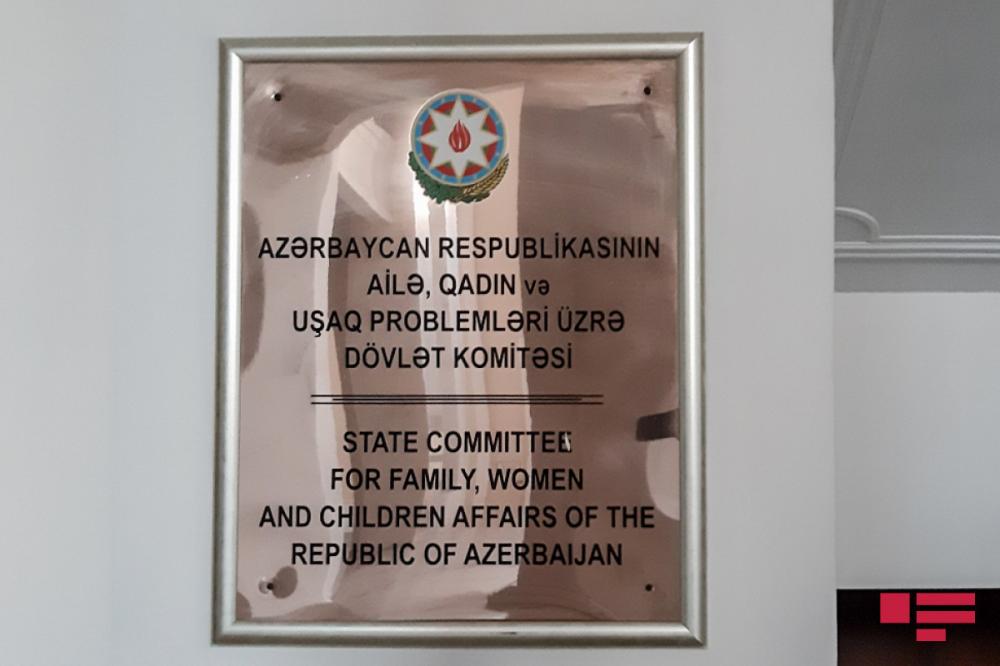 AZƏRBAYCAN RESPUBLİKASININ
AİLƏ, QADIN və
UŞAQ PROBLEMLƏRİ ÜZRƏ
DÖVLƏT KOMİTƏSİ
STATE COMMITTEE
FOR FAMILY, WOMEN
AND CHILDREN AFFAIRS OF THE
REPUBLIC OF AZERBAIJAN